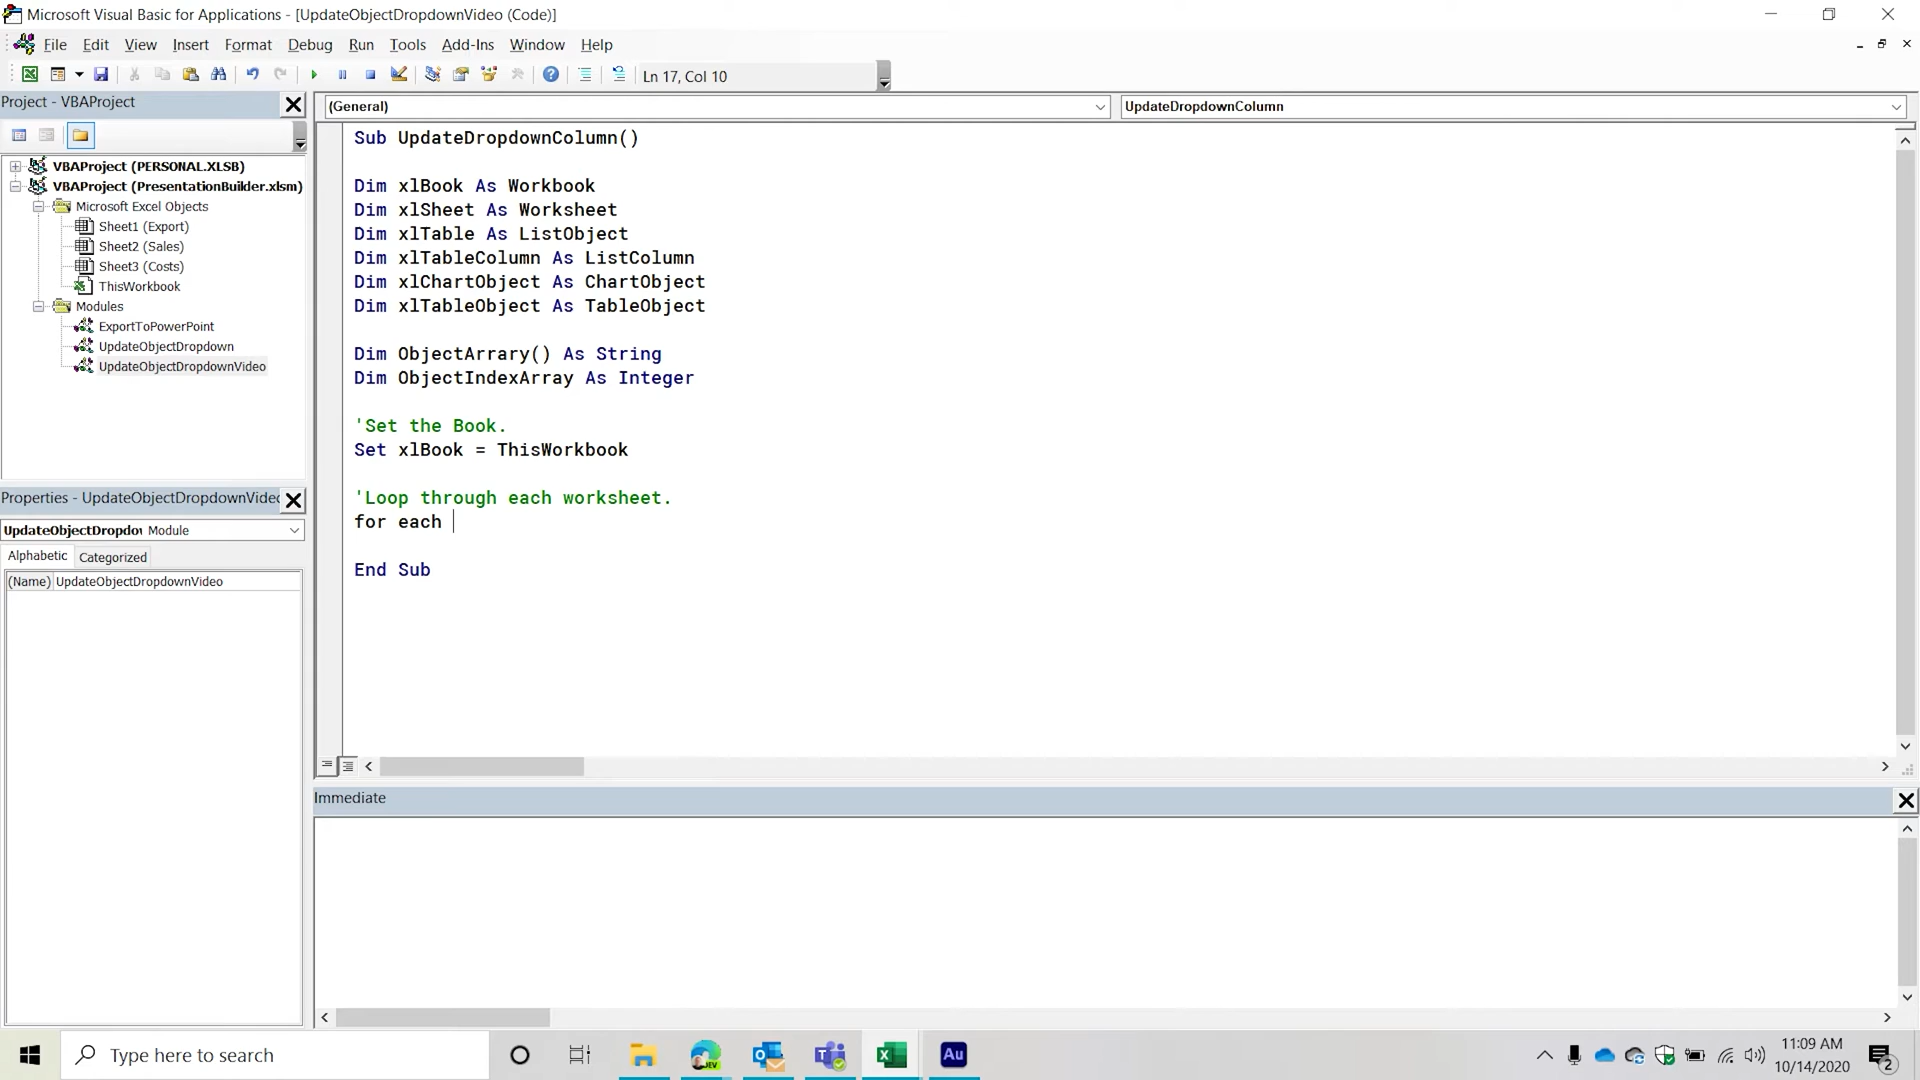 Microsoft Visual Basic for Applications - [UpdateObjectDropdownVideo (Code)]
File Edit View Insert Format Debug Run Tools Add-Ins Window Help
Ln 17, Col 10
Project - VBAProject
VBAProject (PERSONAL.XLSB)
VBAProject (PresentationBuilder.xlsm)
Microsoft Excel Objects
Sheet1 (Export)
Sheet2 (Sales)
Sheet3 (Costs)
ThisWorkbook
Modules
ExportToPowerPoint
UpdateObjectDropdown
UpdateObjectDropdownVideo
Properties - UpdateObjectDropdownVideo
UpdateObjectDropdo Module
Alphabetic Categorized
(Name) UpdateObjectDropdownVideo
(General) UpdateDropdownColumn
Sub UpdateDropdownColumn()
Dim xlBook As Workbook
Dim xlSheet As Worksheet
Dim xlTable As ListObject
Dim xlTableColumn As ListColumn
Dim xlChartObject As ChartObject
Dim xlTableObject As TableObject
Dim ObjectArrary() As String
Dim ObjectIndexArray As Integer
'Set the Book.
Set xlBook = ThisWorkbook
'Loop through each worksheet.
for each
End Sub
Immediate
Type here to search
DEV
Au
11:09 AM
10/14/2020
2